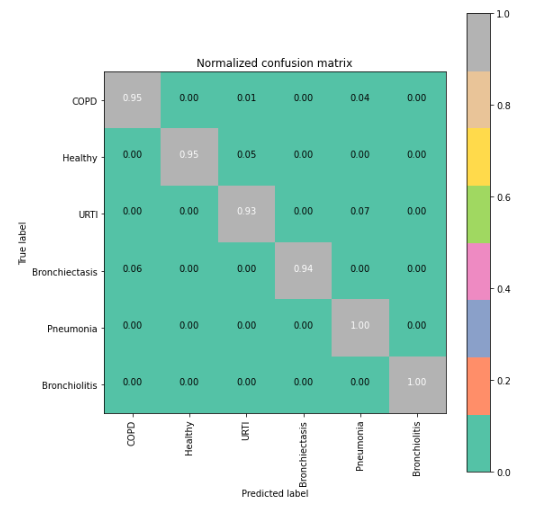 Normalized confusion matrix
True label
COPD 0.95 0.00 0.01 0.00 0.04 0.00
Healthy 0.00 0.95 0.05 0.00 0.00 0.00
URTI 0.00 0.00 0.93 0.00 0.07 0.00
Bronchiectasis 0.06 0.00 0.00 0.94 0.00 0.00
Pneumonia 0.00 0.00 0.00 0.00 1.00 0.00
Bronchiolitis 0.00 0.00 0.00 0.00 0.00 1.00
COPD
Healthy
URTI
Bronchiectasis
Pneumonia
Bronchiolitis
Predicted label
1.0
0.8
0.6
0.4
0.2
0.0